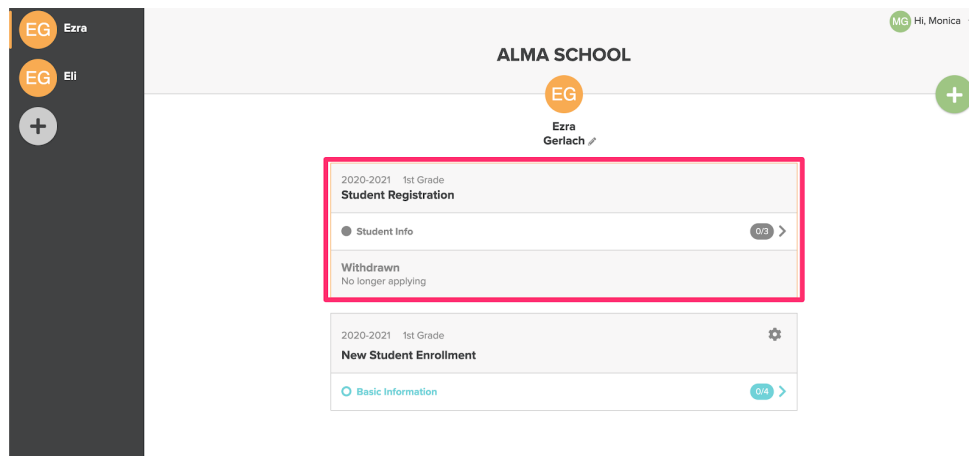 EG Ezra
EG Eli
MG Hi, Monica
ALMA SCHOOL
EG
Ezra
Gerlach
2020-2021 1st Grade
Student Registration
Student Info 0/3
Withdrawn
No longer applying
2020-2021 1st Grade
New Student Enrollment
Basic Information 0/4